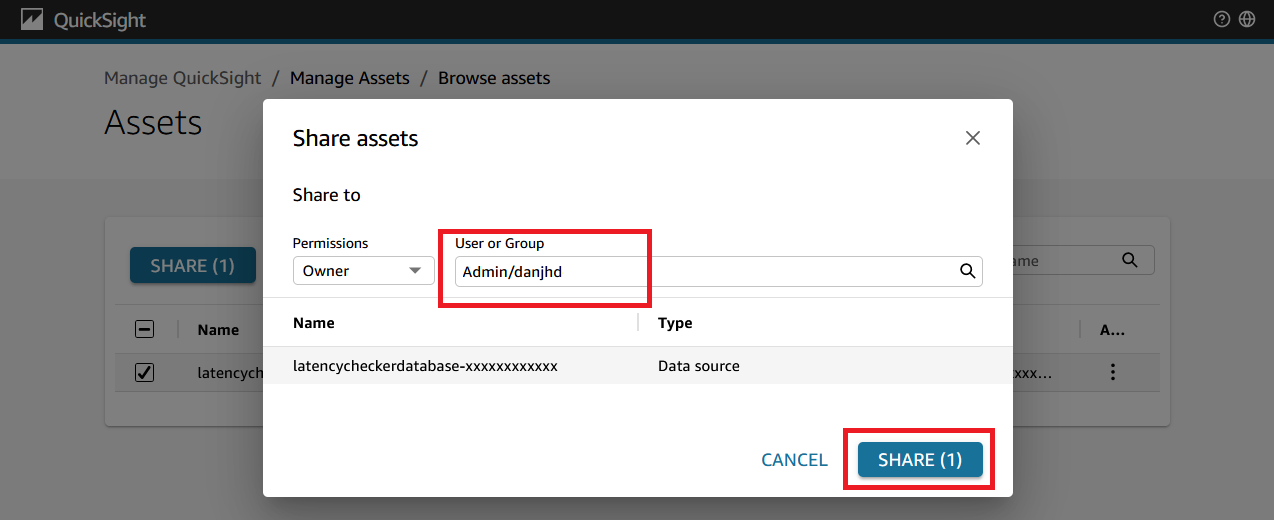 QuickSight
Manage QuickSight / Manage Assets / Browse assets
Assets
Share assets
Share to
Permissions
User or Group
Owner
Admin/danjhd
SHARE (1)
Name
Type
Name
A...
latencycheckerdatabase-xxxxxxxxxxxx
Data source
latencych
xxx...
CANCEL
SHARE (1)